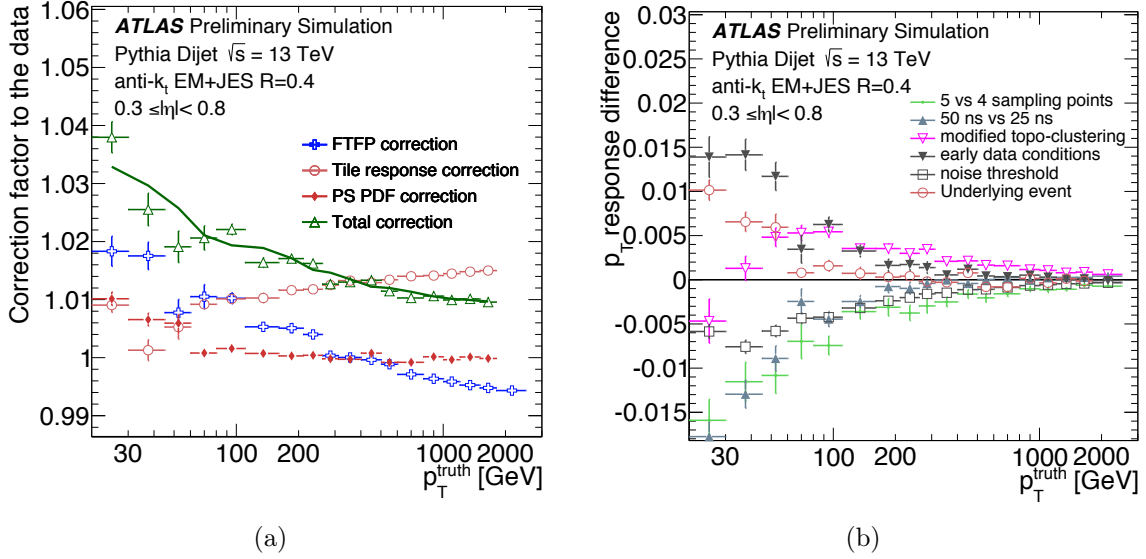 ATLAS Preliminary Simulation
Pythia Dijet √s = 13 TeV
anti-kt EM+JES R=0.4
0.3 ≤|η|< 0.8
FTFP correction
Tile response correction
PS PDF correction
Total correction
Correction factor to the data
1.06
1.05
1.04
1.03
1.02
1.01
1
0.99
30
100
200
1000
2000
pT^truth [GeV]
(a)
ATLAS Preliminary Simulation
Pythia Dijet √s = 13 TeV
anti-kt EM+JES R=0.4
0.3 ≤|η|< 0.8
5 vs 4 sampling points
50 ns vs 25 ns
modified topo-clustering
early data conditions
noise threshold
Underlying event
pT response difference
0.03
0.025
0.02
0.015
0.01
0.005
0
-0.005
-0.01
-0.015
30
100
200
1000
2000
pT^truth [GeV]
(b)